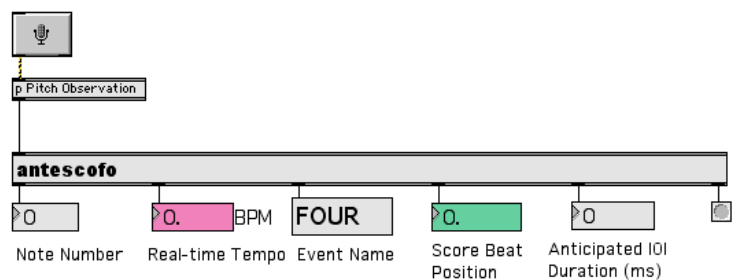 p Pitch Observation
antescofo
0
0.
BPM
FOUR
0.
0
Note Number
Real-time Tempo
Event Name
Score Beat
Position
Anticipated IOI
Duration (ms)